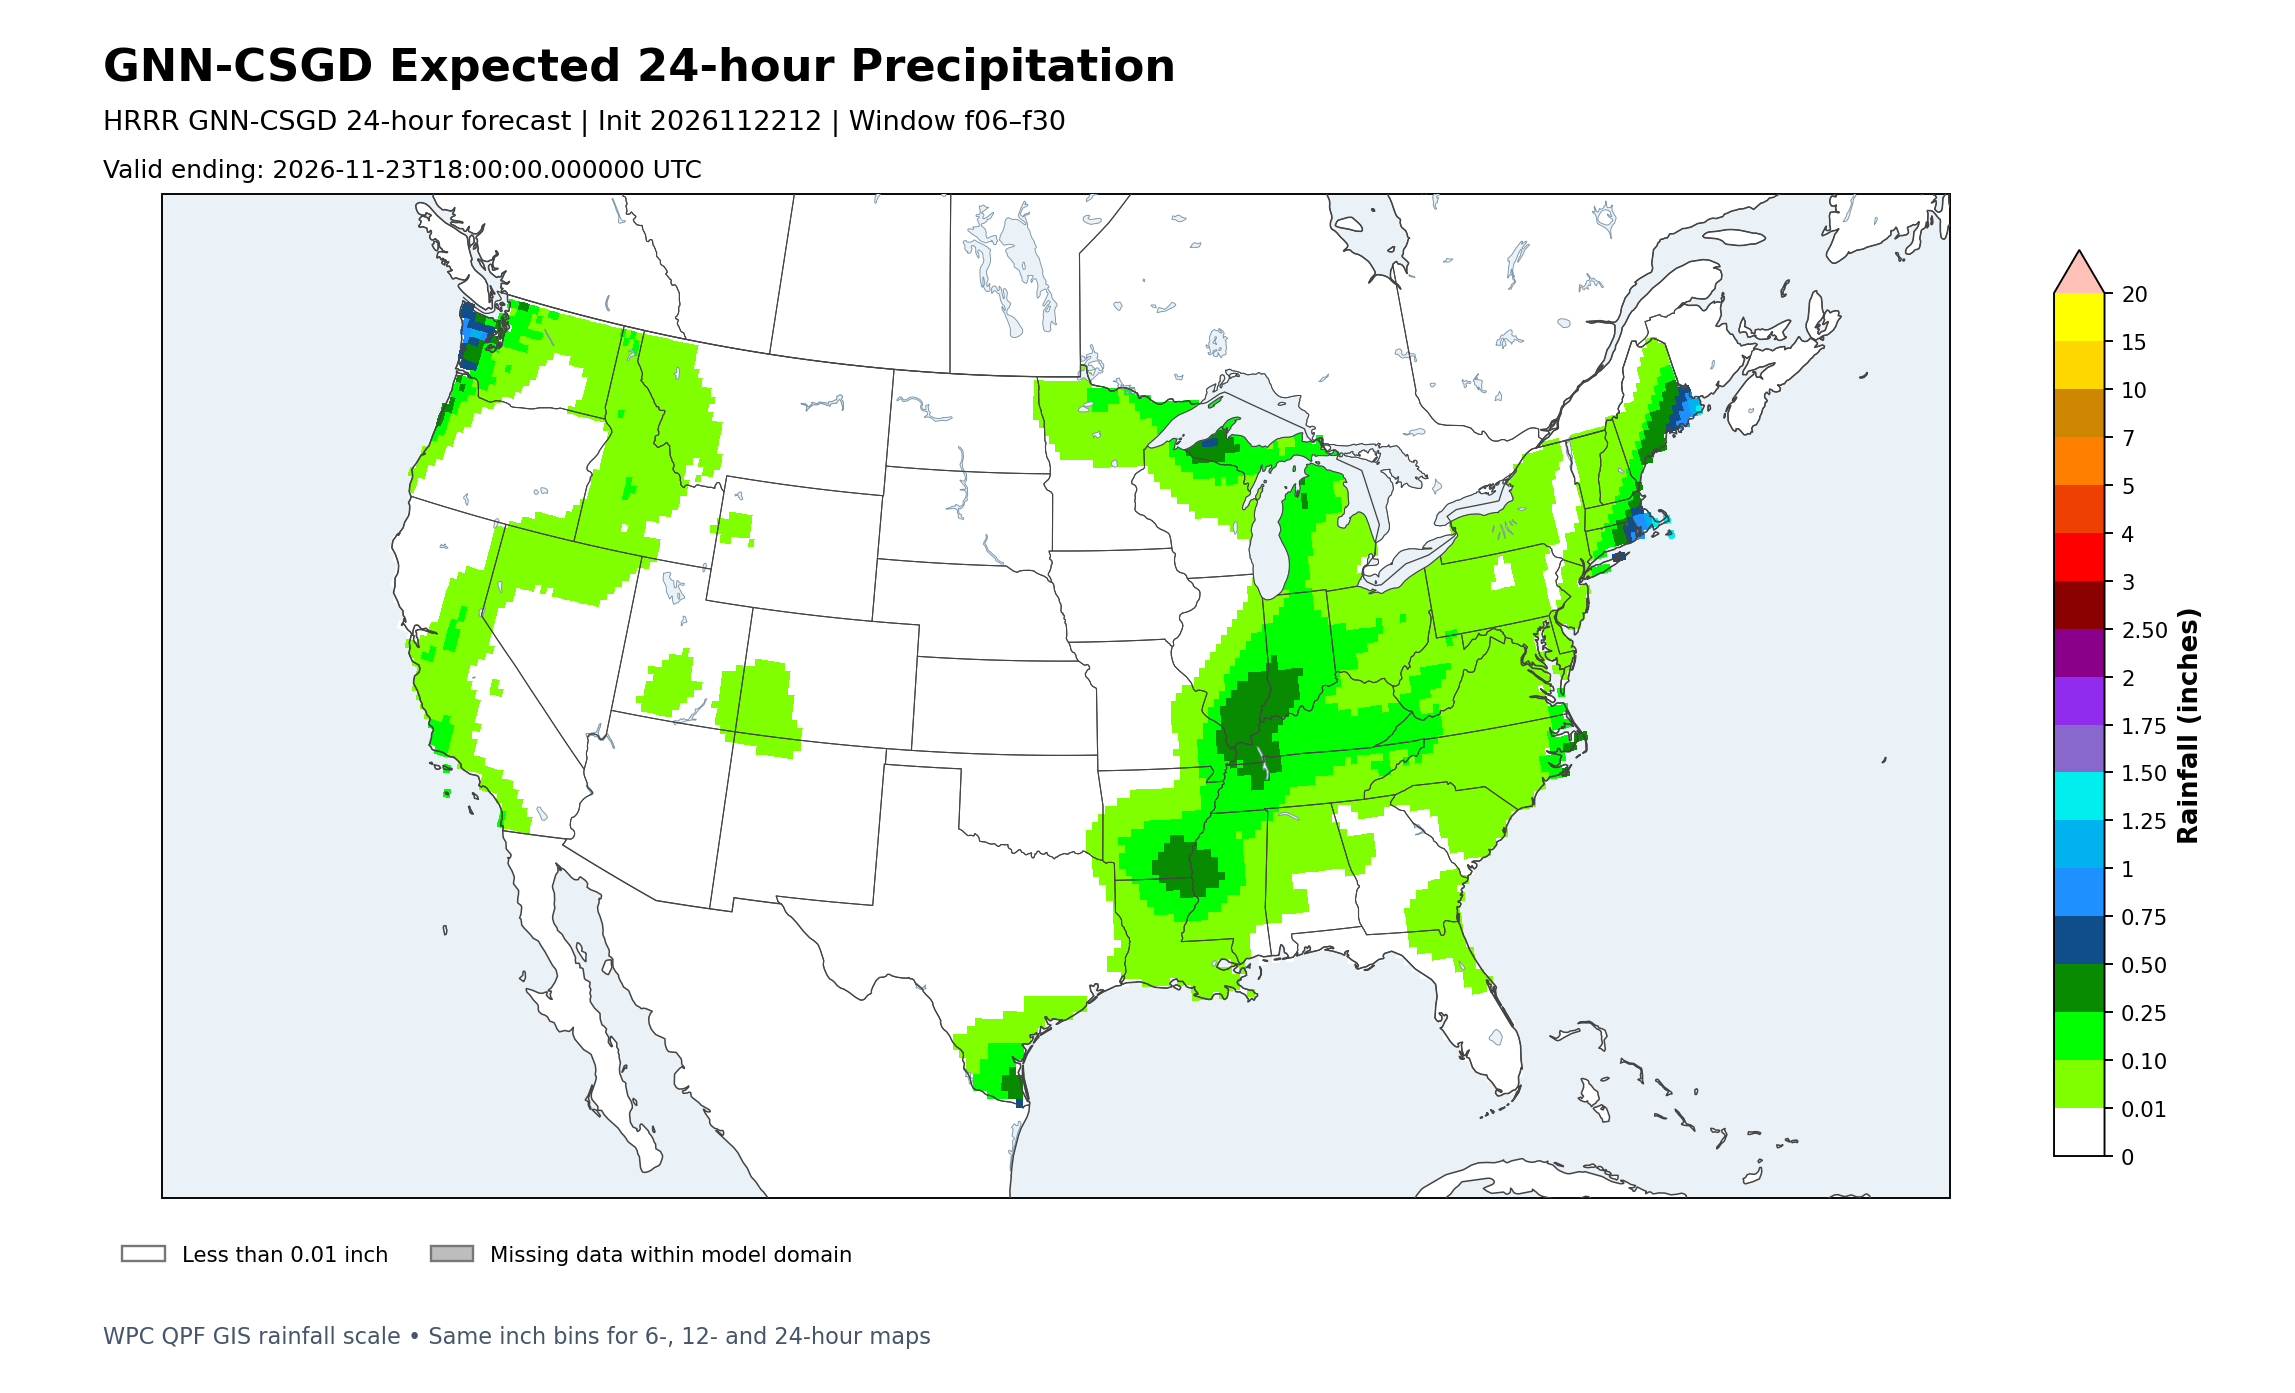 GNN-CSGD Expected 24-hour Precipitation
HRRR GNN-CSGD 24-hour forecast | Init 2026112212 | Window f06–f30
Valid ending: 2026-11-23T18:00:00.000000 UTC
20
15
10
7
5
4
3
2.50
2
1.75
1.50
1.25
1
0.75
0.50
0.25
0.10
0.01
0
Rainfall (inches)
Less than 0.01 inch
Missing data within model domain
WPC QPF GIS rainfall scale • Same inch bins for 6-, 12- and 24-hour maps